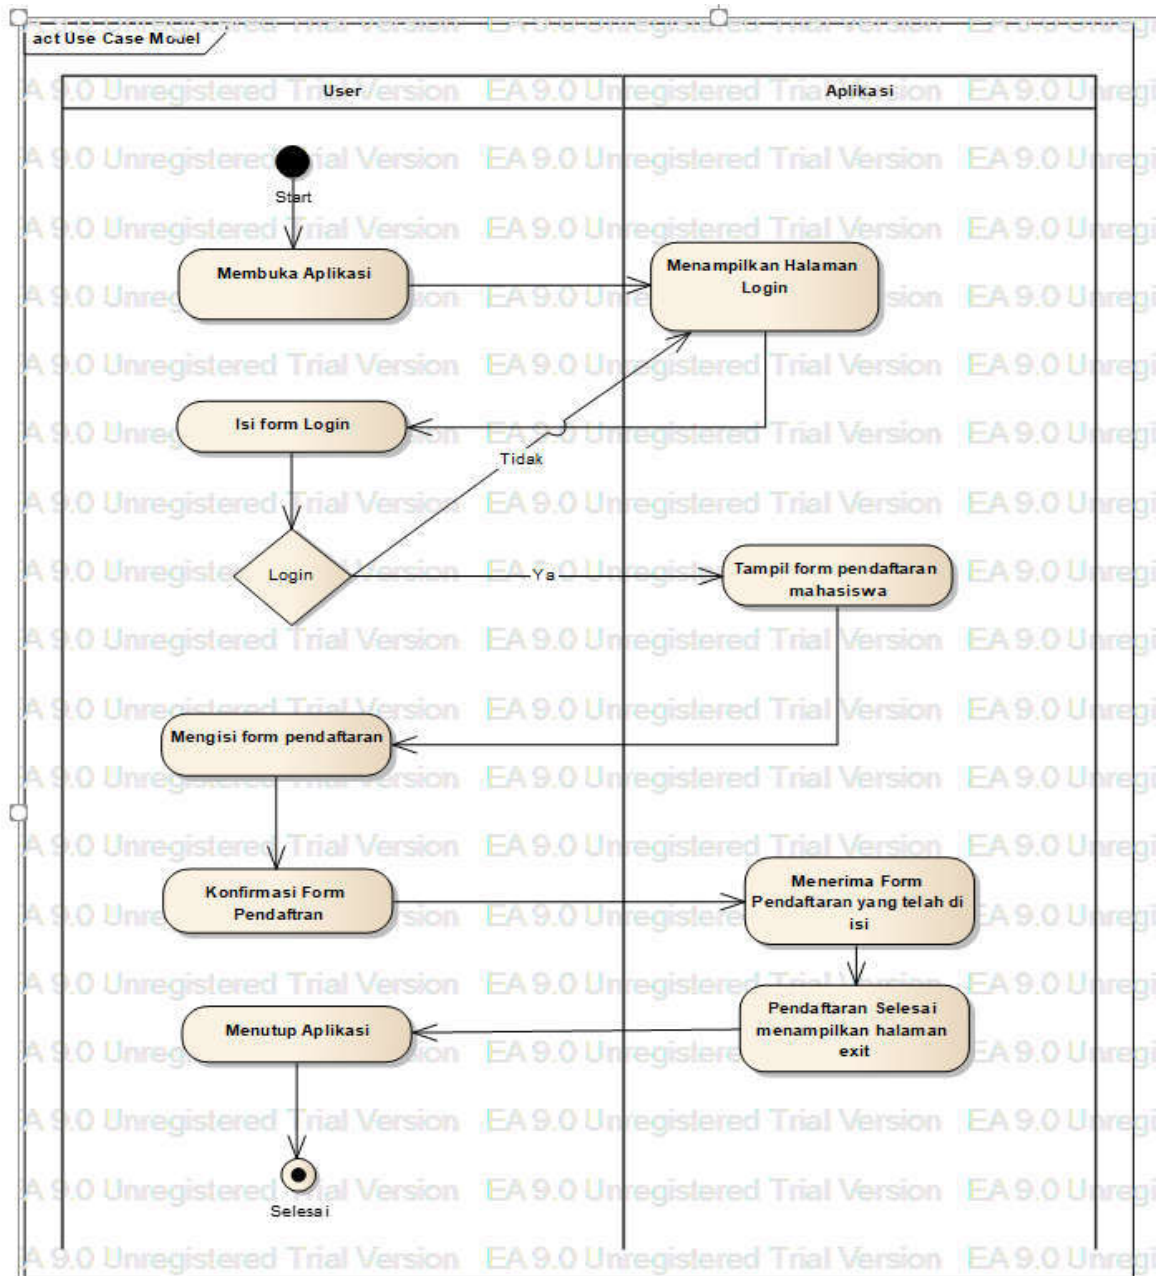 act Use Case Model
User
Aplikasi
Start
Membuka Aplikasi
Menampilkan Halaman
Login
Isi form Login
Tidak
Login
Ya
Tampil form pendaftaran
mahasiswa
Mengisi form pendaftaran
Konfirmasi Form
Pendaftran
Menerima Form
Pendaftaran yang telah di
isi
Menutup Aplikasi
Pendaftaran Selesai
menampilkan halaman
exit
Selesai
EA 9.0 Unregistered Trial Version